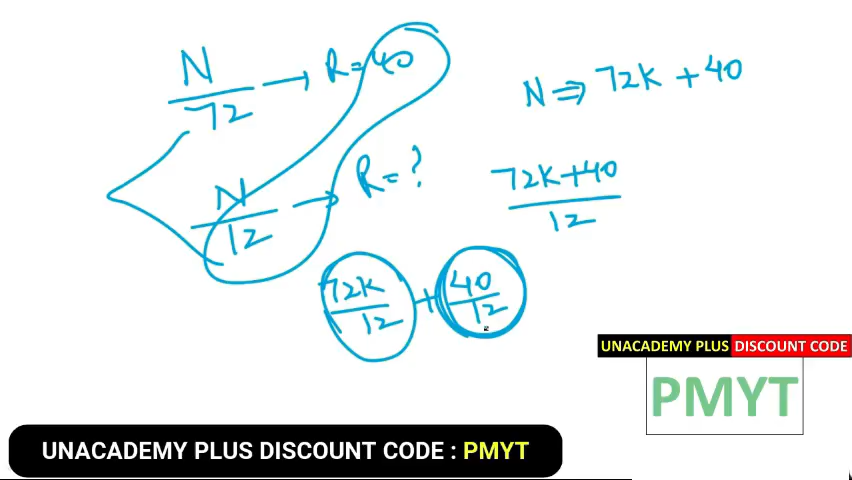 N/72 → R=40
N ⇒ 72K + 40
N/12 → R=?
72K+40/12
72K/12 + 40/12
UNACADEMY PLUS DISCOUNT CODE
PMYT
UNACADEMY PLUS DISCOUNT CODE : PMYT